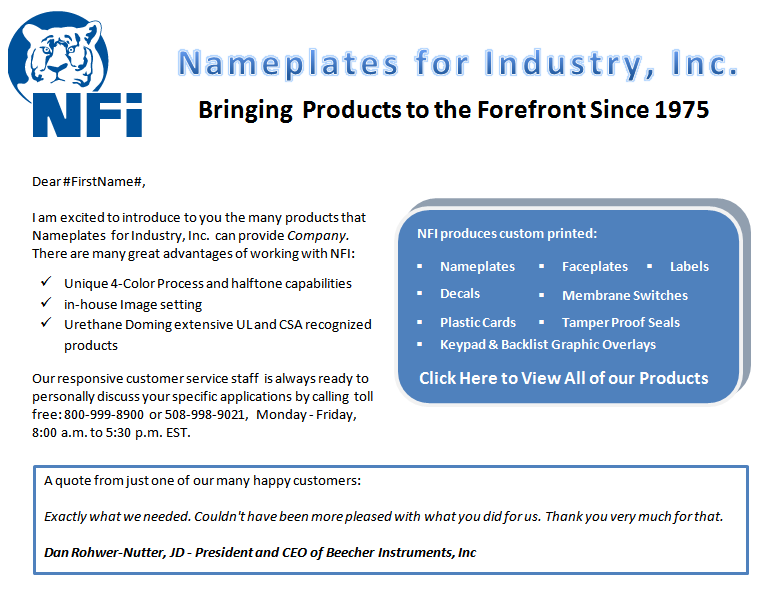 NFi
Nameplates for Industry, Inc.
Bringing Products to the Forefront Since 1975
Dear #FirstName#,
I am excited to introduce to you the many products that
Nameplates for Industry, Inc. can provide Company.
There are many great advantages of working with NFI:
✓ Unique 4-Color Process and halftone capabilities
✓ in-house Image setting
✓ Urethane Doming extensive UL and CSA recognized
products
Our responsive customer service staff is always ready to
personally discuss your specific applications by calling toll
free: 800-999-8900 or 508-998-9021, Monday - Friday,
8:00 a.m. to 5:30 p.m. EST.
NFI produces custom printed:
▪ Nameplates ▪ Faceplates ▪ Labels
▪ Decals ▪ Membrane Switches
▪ Plastic Cards ▪ Tamper Proof Seals
▪ Keypad & Backlist Graphic Overlays
Click Here to View All of our Products
A quote from just one of our many happy customers:
Exactly what we needed. Couldn't have been more pleased with what you did for us. Thank you very much for that.
Dan Rohwer-Nutter, JD - President and CEO of Beecher Instruments, Inc